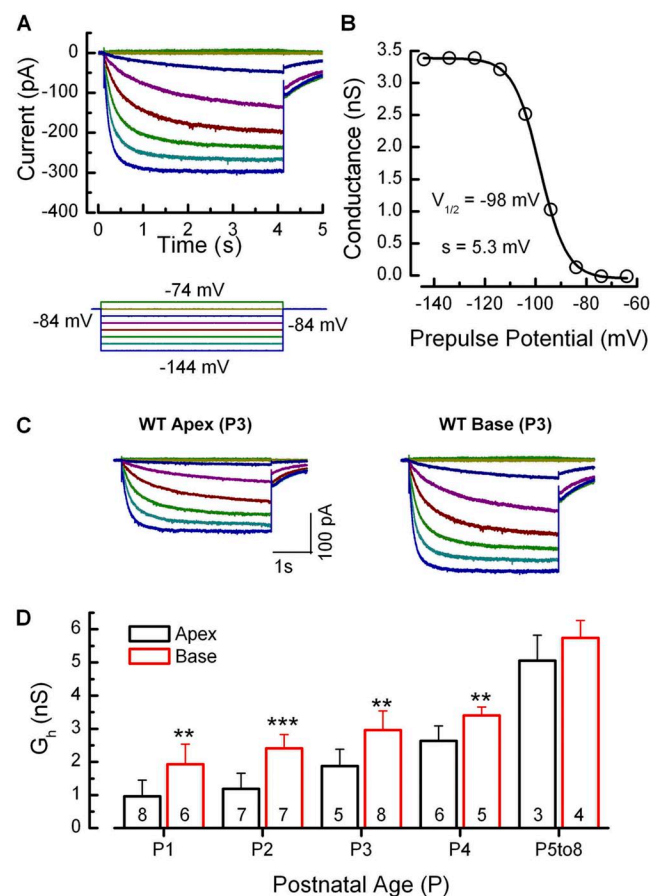 A
Current (pA)
0
-100
-200
-300
-400
0 1 2 3 4 5
Time (s)
-74 mV
-84 mV
-84 mV
-144 mV
B
Conductance (nS)
3.5
3.0
2.5
2.0
1.5
1.0
0.5
0.0
V1/2 = -98 mV
s = 5.3 mV
-140 -120 -100 -80 -60
Prepulse Potential (mV)
C
WT Apex (P3)
WT Base (P3)
100 pA
1s
D
Gh (nS)
6
5
4
3
2
1
0
Apex
Base
** *** ** **
8 6 7 7 5 8 6 5 3 4
P1 P2 P3 P4 P5to8
Postnatal Age (P)